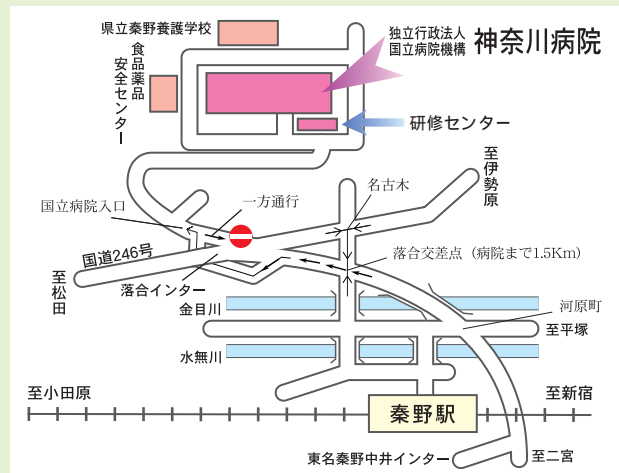 県立秦野養護学校
食品薬品
安全センター
独立行政法人
国立病院機構
神奈川病院
研修センター
至伊勢原
名古木
国立病院入口
一方通行
国道246号
落合交差点（病院まで1.5Km）
至松田
落合インター
金目川
河原町
至平塚
水無川
至小田原
至新宿
秦野駅
東名秦野中井インター
至二宮